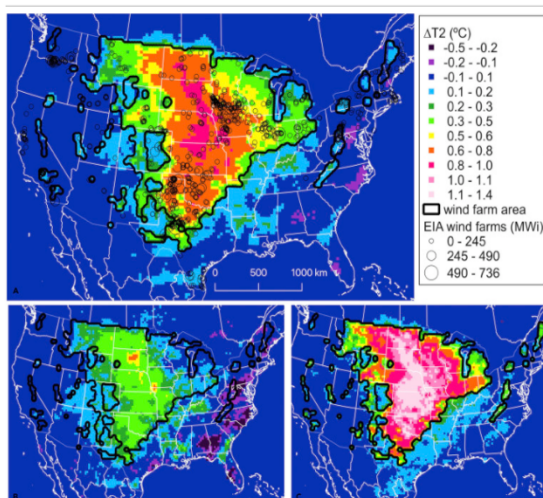 ΔT2 (ºC)
-0.5 - -0.2
-0.2 - -0.1
-0.1 - 0.1
0.1 - 0.2
0.2 - 0.3
0.3 - 0.5
0.5 - 0.6
0.6 - 0.8
0.8 - 1.0
1.0 - 1.1
1.1 - 1.4
wind farm area
EIA wind farms (MWi)
0 - 245
245 - 490
490 - 736
0 500 1000 km
A
B
C